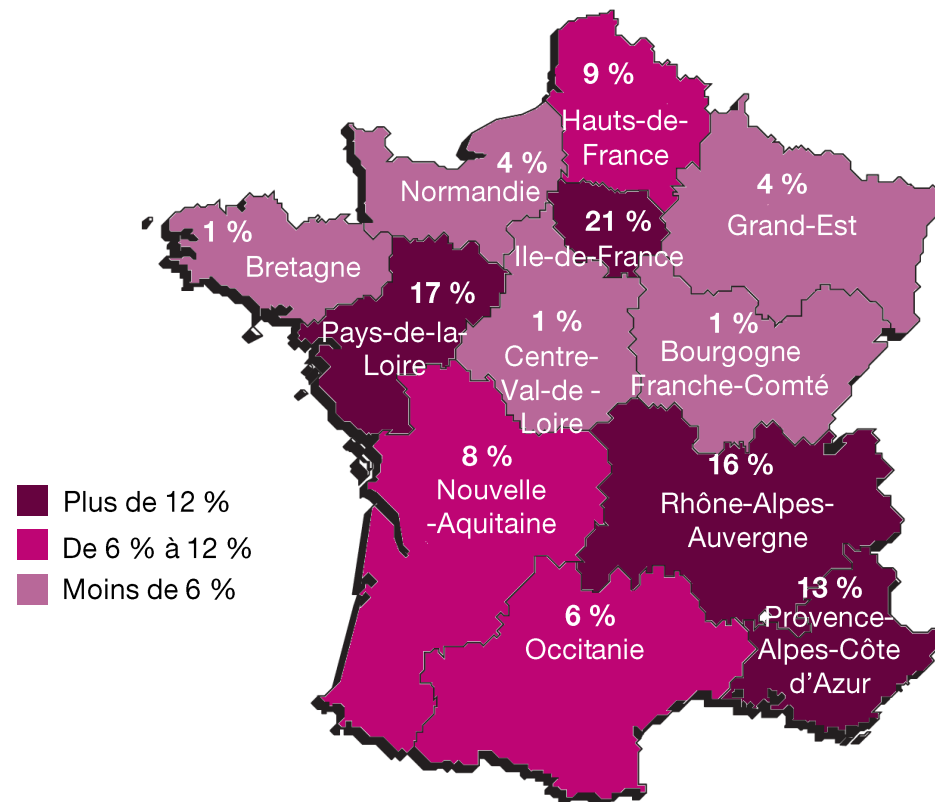 9 %
Hauts-de-
France
4 %
Normandie
4 %
Grand-Est
21 %
Ile-de-France
1 %
Bretagne
17 %
Pays-de-la-
Loire
1 %
Centre-
Val-de -
Loire
1 %
Bourgogne
Franche-Comté
8 %
Nouvelle
-Aquitaine
16 %
Rhône-Alpes-
Auvergne
13 %
Provence-
Alpes-Côte
d'Azur
6 %
Occitanie
Plus de 12 %
De 6 % à 12 %
Moins de 6 %